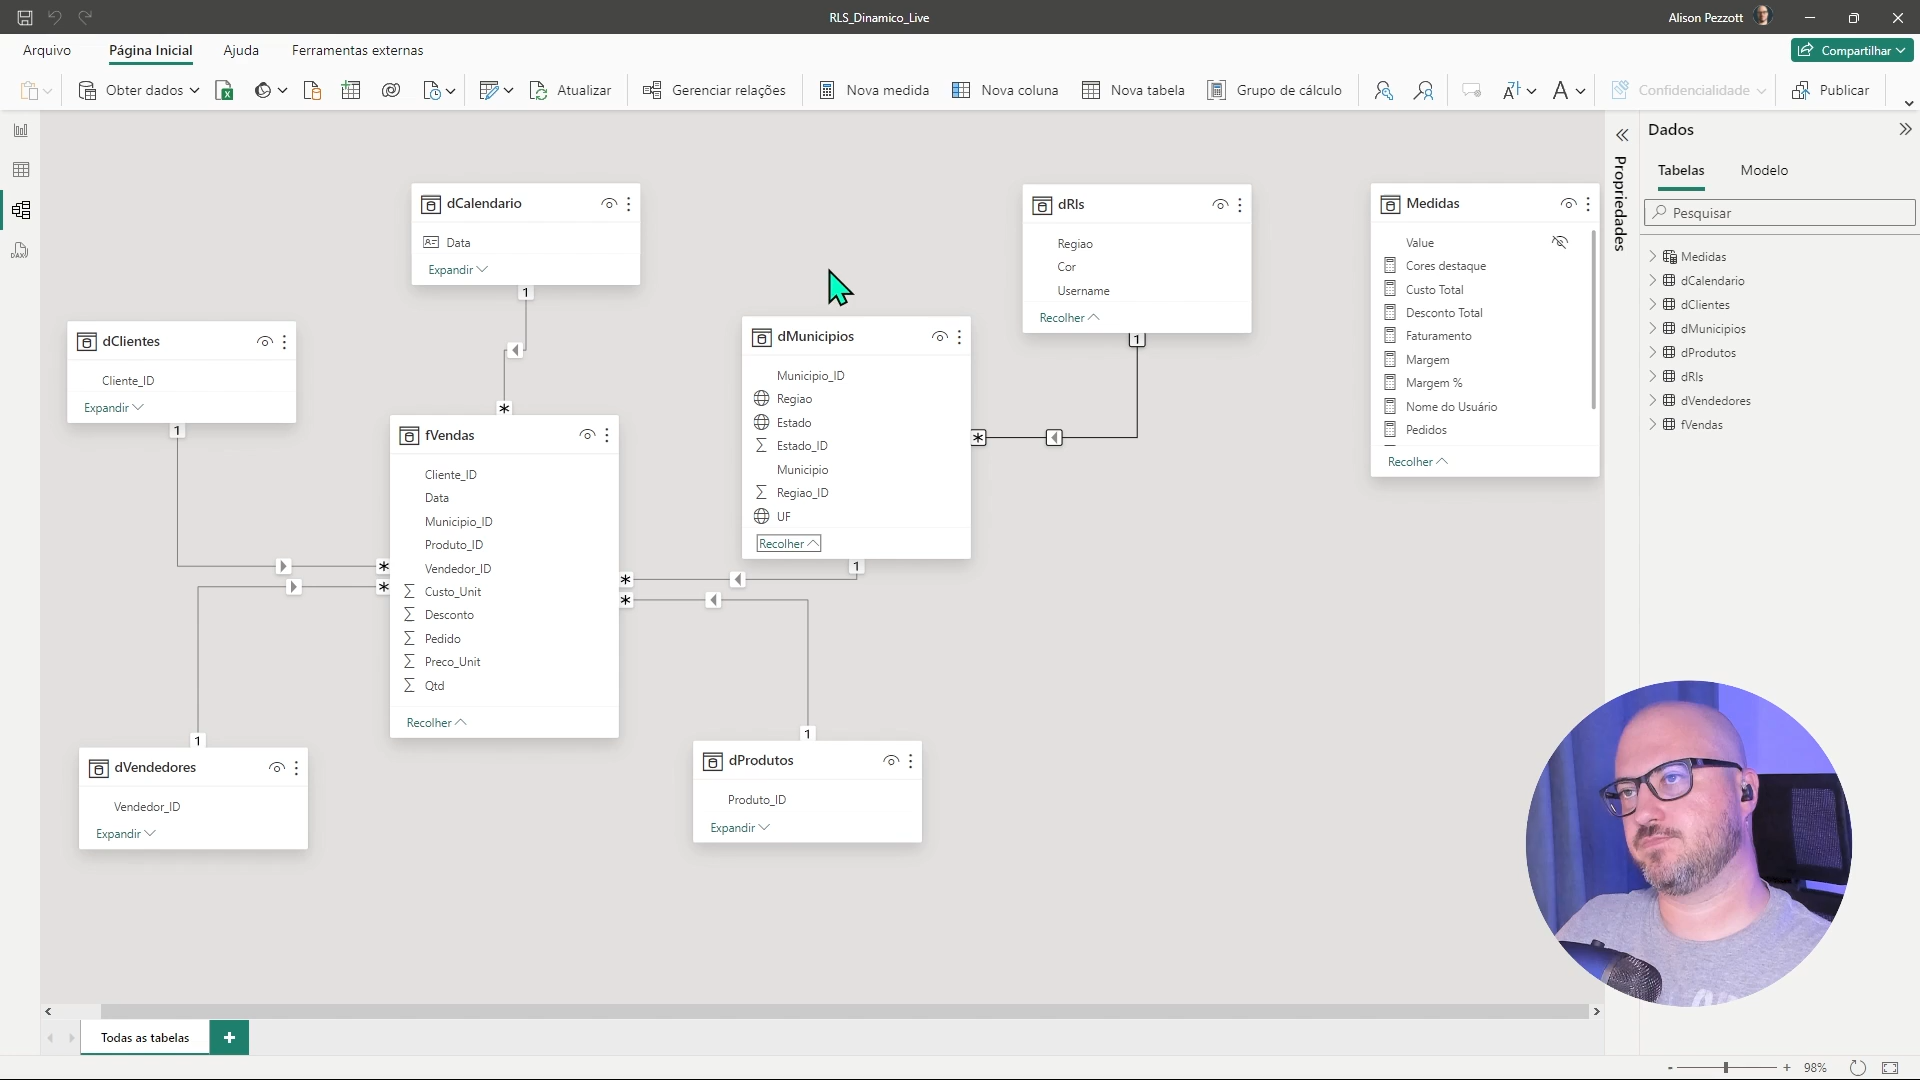 RLS_Dinamico_Live
Alison Pezzott
Arquivo
Página Inicial
Ajuda
Ferramentas externas
Compartilhar
Obter dados
Atualizar
Gerenciar relações
Nova medida
Nova coluna
Nova tabela
Grupo de cálculo
Confidencialidade
Publicar
Dados
Tabelas
Modelo
Pesquisar
Medidas
dCalendario
dClientes
dMunicipios
dProdutos
dRls
dVendedores
fVendas
Propriedades
dCalendario
Data
Expandir
1
*
dRls
Regiao
Cor
Username
Recolher
1
*
Medidas
Value
Cores destaque
Custo Total
Desconto Total
Faturamento
Margem
Margem %
Nome do Usuário
Pedidos
Recolher
dClientes
Cliente_ID
Expandir
1
*
dMunicipios
Municipio_ID
Regiao
Estado
Estado_ID
Municipio
Regiao_ID
UF
Recolher
1
*
fVendas
Cliente_ID
Data
Municipio_ID
Produto_ID
Vendedor_ID
Custo_Unit
Desconto
Pedido
Preco_Unit
Qtd
Recolher
*
*
1
1
dVendedores
Vendedor_ID
Expandir
dProdutos
Produto_ID
Expandir
Todas as tabelas
+
- + 98%